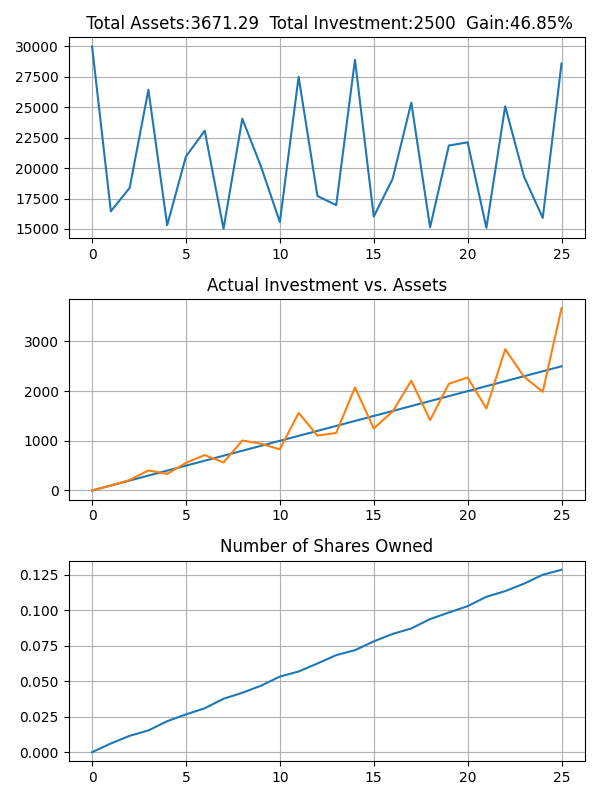 Total Assets:3671.29  Total Investment:2500  Gain:46.85%
30000
27500
25000
22500
20000
17500
15000
0 5 10 15 20 25
Actual Investment vs. Assets
3000
2000
1000
0
0 5 10 15 20 25
Number of Shares Owned
0.125
0.100
0.075
0.050
0.025
0.000
0 5 10 15 20 25